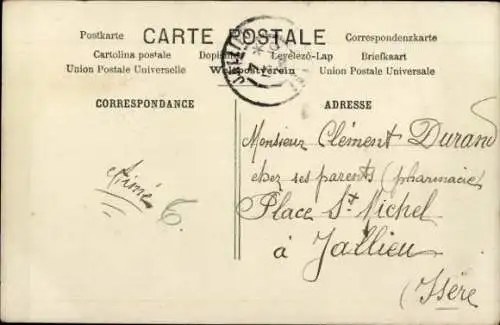 Postkarte CARTE POSTALE Correspondenzkarte
Cartolina postale Levelező-Lap Briefkaart
Union Postale Universelle Weltpostverein Union Postale Universale
CORRESPONDANCE ADRESSE
Aimé
Monsieur Clément Durand
chez ses parents (pharmacie)
Place St Michel
à Jallieu
(Isère